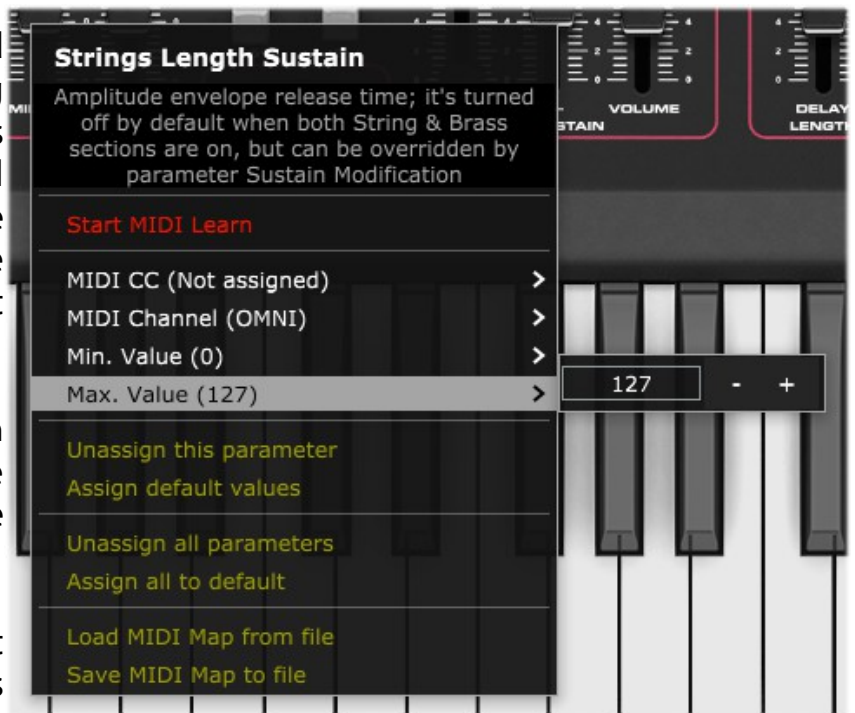 Strings Length Sustain
Amplitude envelope release time; it's turned
off by default when both String & Brass
sections are on, but can be overridden by
parameter Sustain Modification
Start MIDI Learn
MIDI CC (Not assigned) >
MIDI Channel (OMNI) >
Min. Value (0) >
Max. Value (127) >
127 - +
Unassign this parameter
Assign default values
Unassign all parameters
Assign all to default
Load MIDI Map from file
Save MIDI Map to file
VOLUME
DELAY